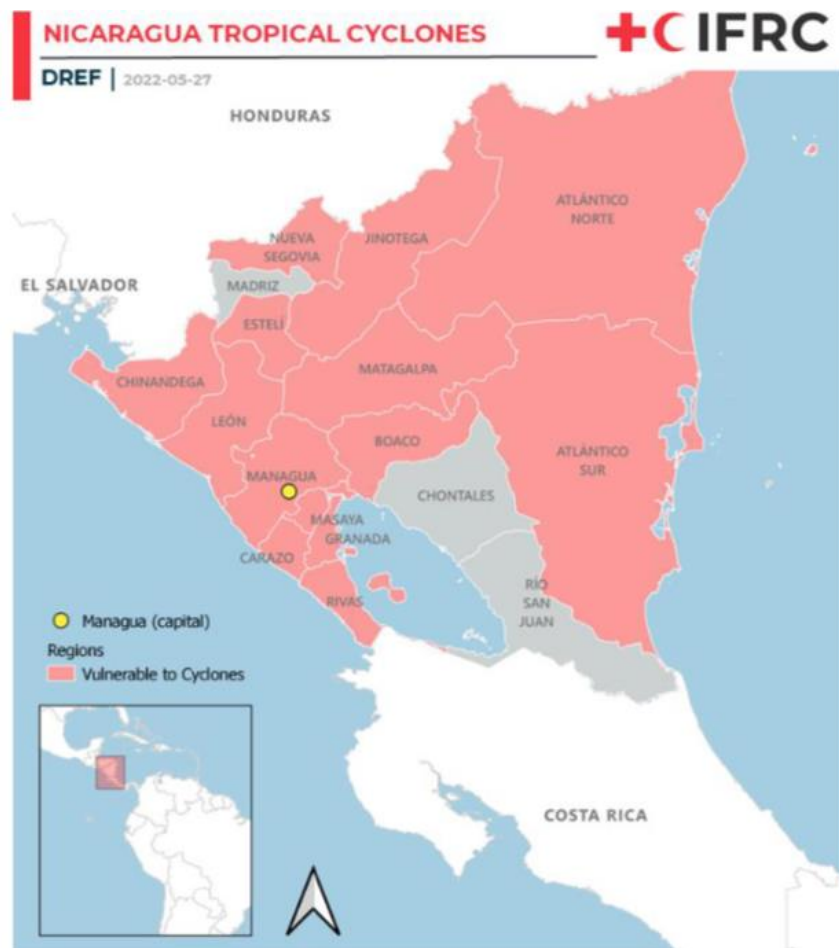 NICARAGUA TROPICAL CYCLONES
IFRC
DREF | 2022-05-27
HONDURAS
ATLÁNTICO
NORTE
NUEVA
SEGOVIA
JINOTEGA
EL SALVADOR
MADRIZ
ESTELÍ
MATAGALPA
CHINANDEGA
LEÓN
BOACO
ATLÁNTICO
SUR
MANAGUA
CHONTALES
MASAYA
GRANADA
CARAZO
RÍO
SAN
JUAN
RIVAS
Managua (capital)
Regions
Vulnerable to Cyclones
COSTA RICA